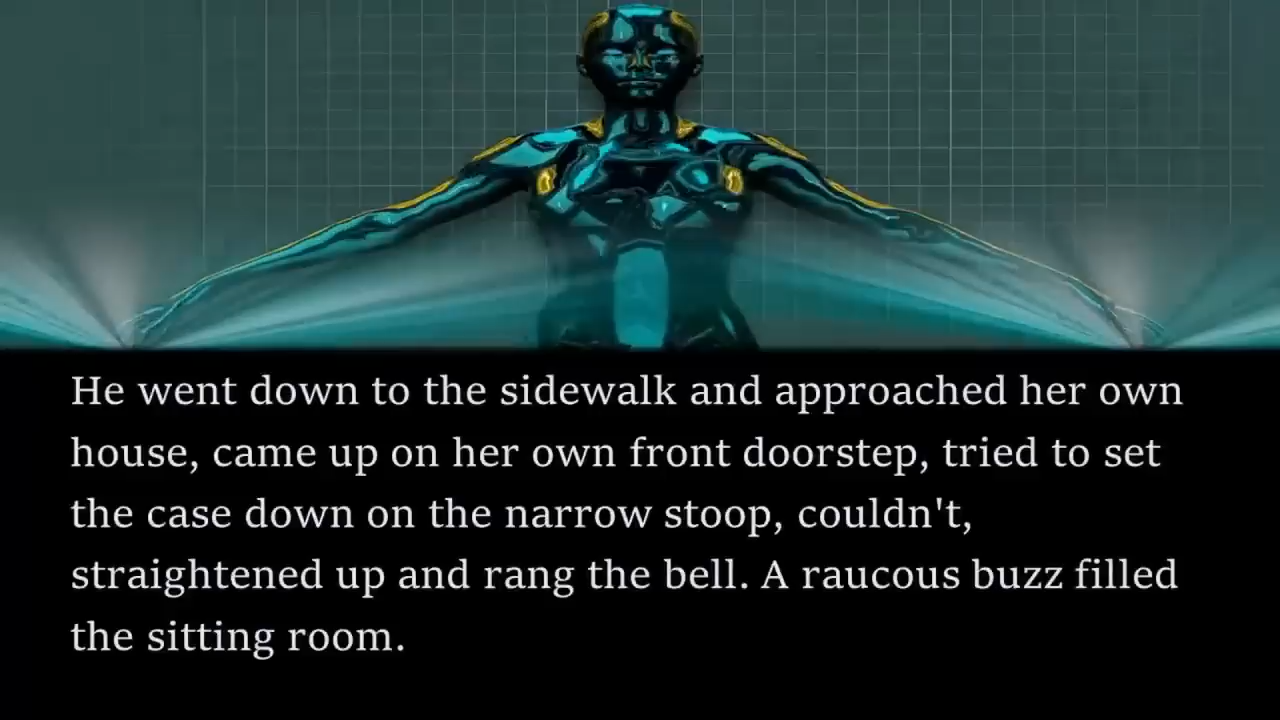 He went down to the sidewalk and approached her own
house, came up on her own front doorstep, tried to set
the case down on the narrow stoop, couldn't,
straightened up and rang the bell. A raucous buzz filled
the sitting room.